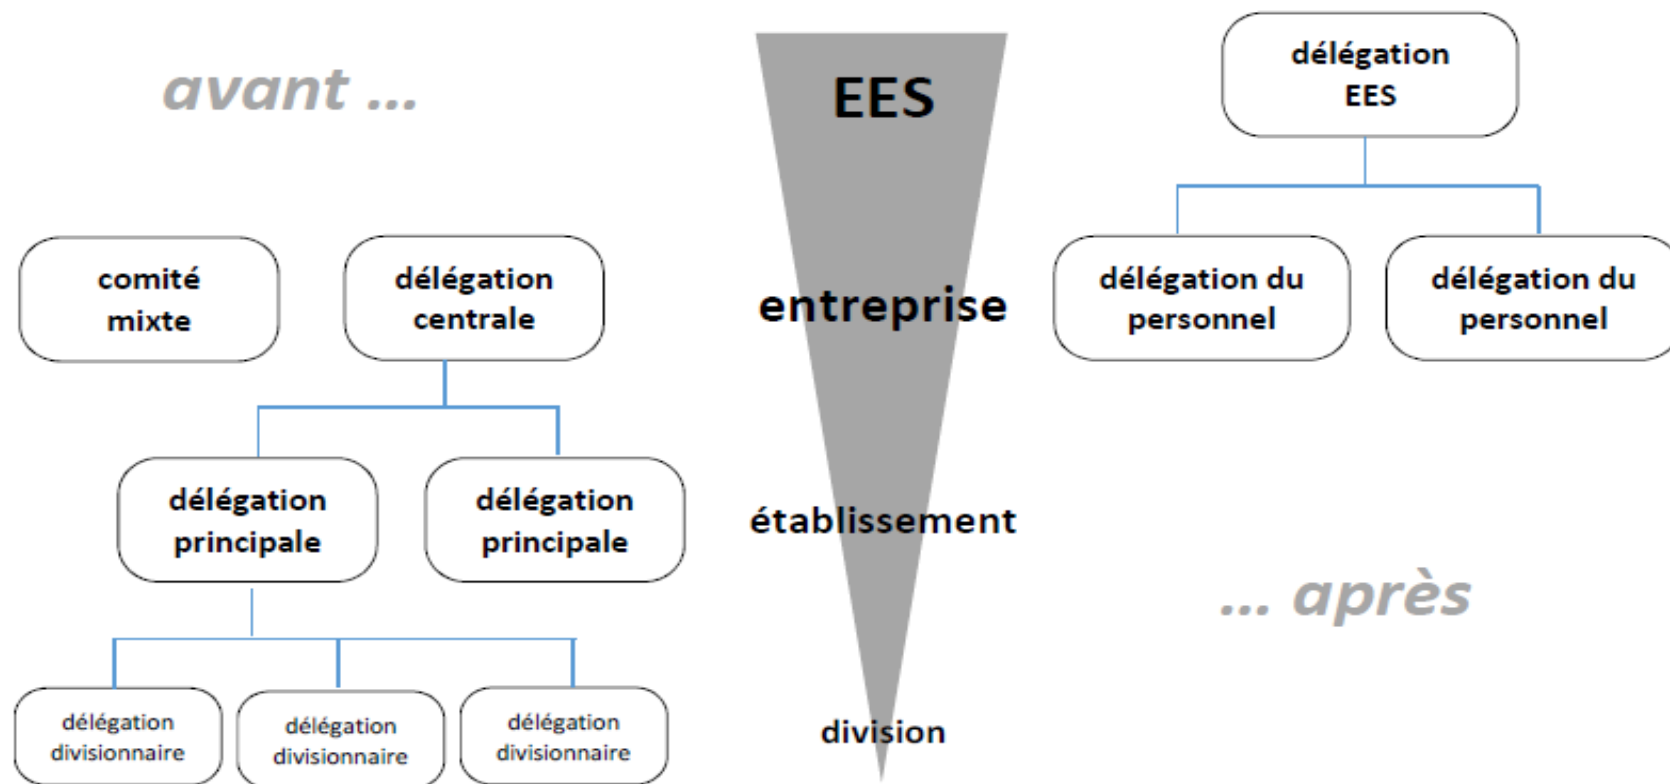 avant ...
EES
délégation
EES
comité
mixte
délégation
centrale
entreprise
délégation du
personnel
délégation du
personnel
délégation
principale
délégation
principale
établissement
... après
délégation
divisionnaire
délégation
divisionnaire
délégation
divisionnaire
division